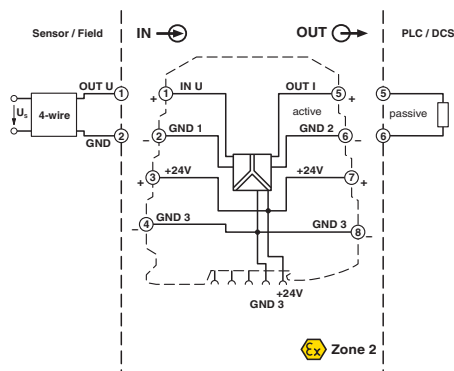 Sensor / Field
IN
OUT
PLC / DCS
OUT U
1
+
1
IN U
OUT I
5
+
5
Us
4-wire
active
passive
GND
2
–
2
GND 1
GND 2
6
–
6
+
3
+24V
+24V
7
+
–
4
GND 3
GND 3
8
–
+24V
GND 3
Ex
Zone 2